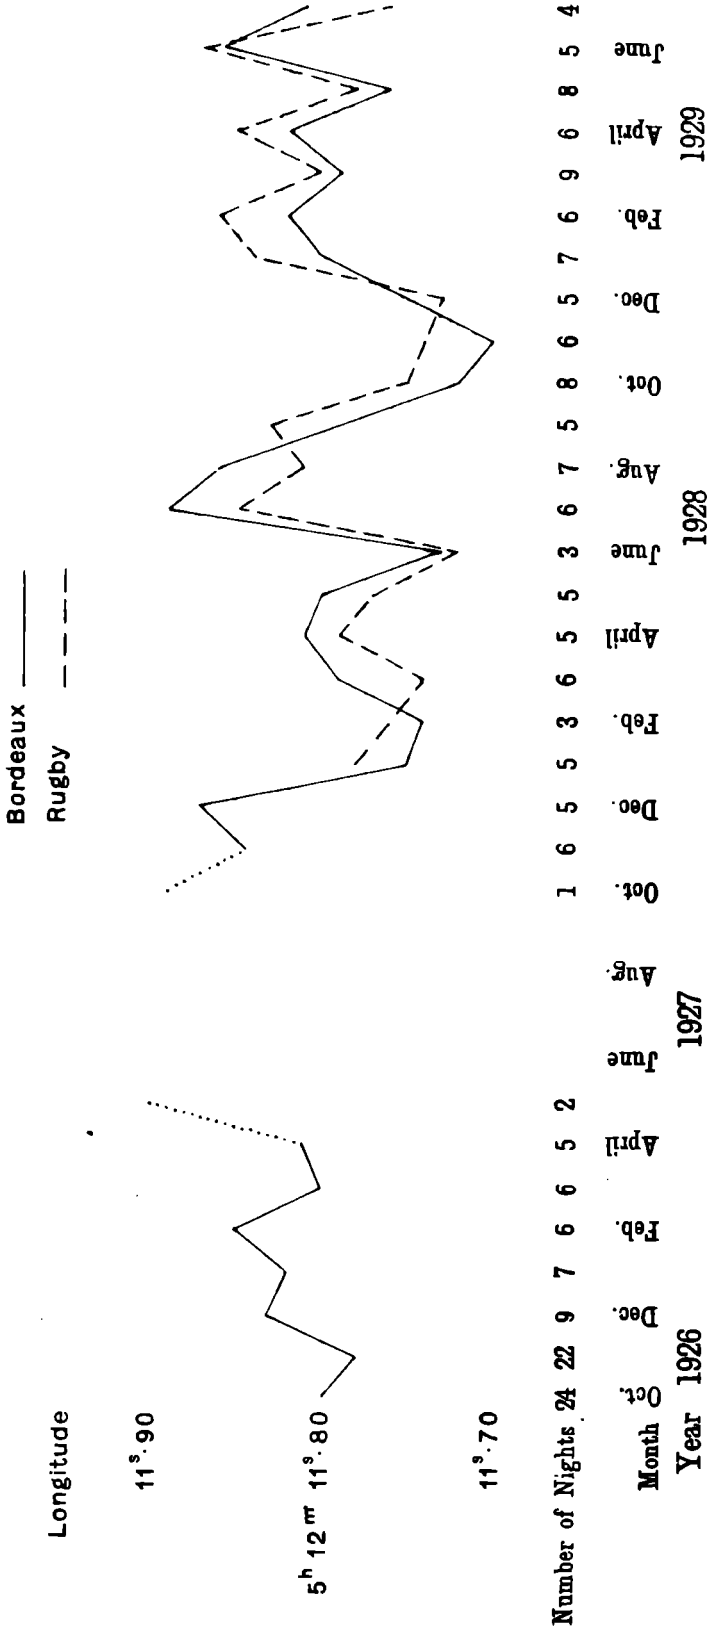 Bordeaux
Rugby
Longitude
11ˢ.90
5ʰ 12ᵐ 11ˢ.80
11ˢ.70
Number of Nights 24 22 9 7 6 6 5 2 1 6 5 5 3 6 5 5 3 6 7 5 8 6 5 7 6 9 6 8 5 4
Month Oct. Dec. Feb. April June Aug. Oct. Dec. Feb. April June Aug. Oct. Dec. Feb. April June
Year 1926 1927 1928 1929